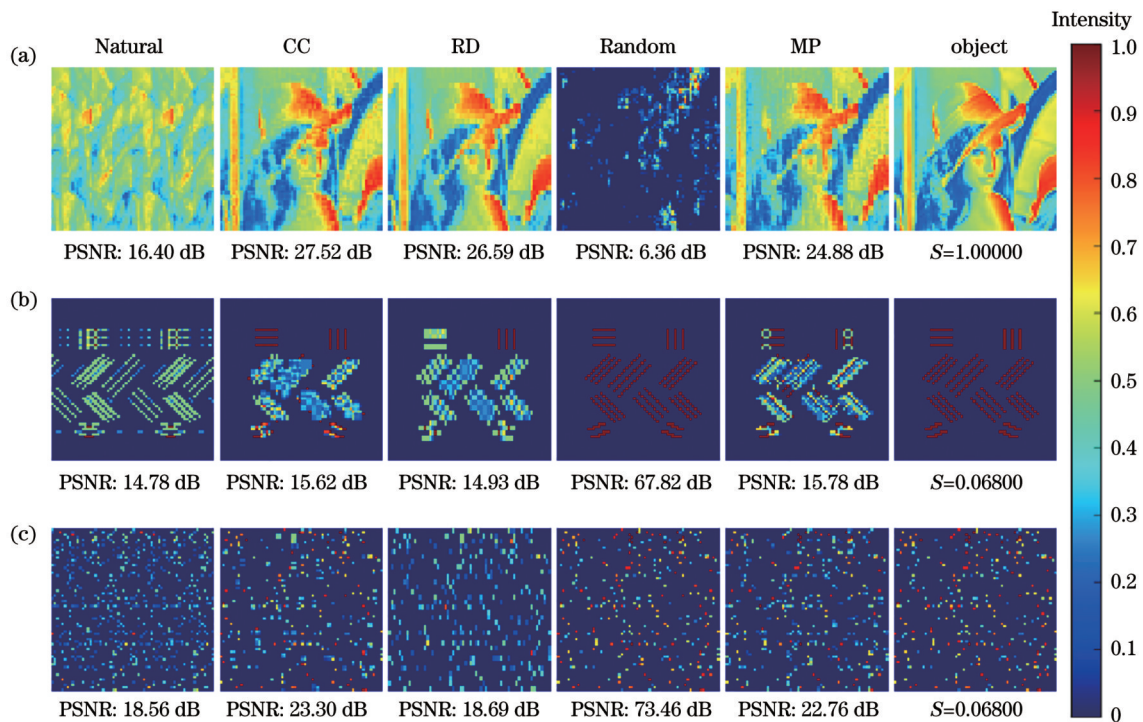 Intensity
Natural CC RD Random MP object
(a)
PSNR: 16.40 dB PSNR: 27.52 dB PSNR: 26.59 dB PSNR: 6.36 dB PSNR: 24.88 dB S=1.00000
(b)
PSNR: 14.78 dB PSNR: 15.62 dB PSNR: 14.93 dB PSNR: 67.82 dB PSNR: 15.78 dB S=0.06800
(c)
PSNR: 18.56 dB PSNR: 23.30 dB PSNR: 18.69 dB PSNR: 73.46 dB PSNR: 22.76 dB S=0.06800
1.0
0.9
0.8
0.7
0.6
0.5
0.4
0.3
0.2
0.1
0